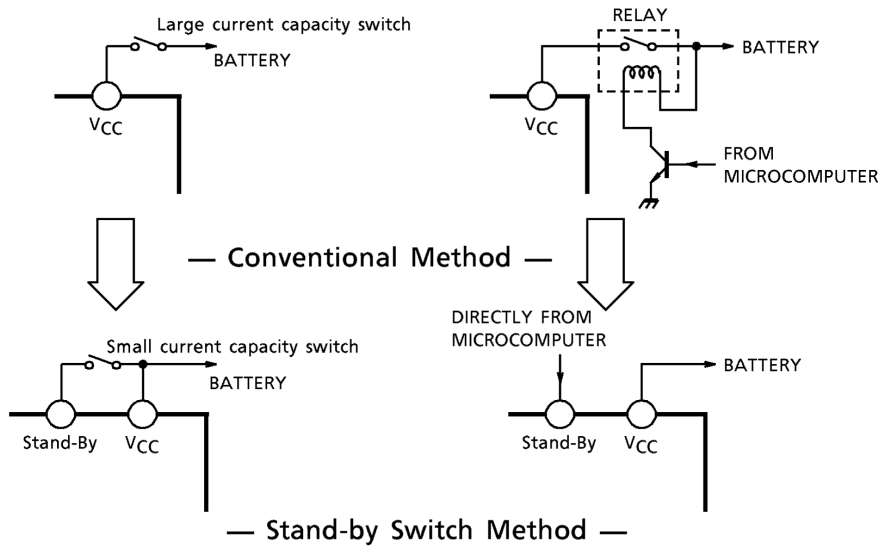 Large current capacity switch
BATTERY
VCC
RELAY
BATTERY
VCC
FROM
MICROCOMPUTER
— Conventional Method —
Small current capacity switch
BATTERY
Stand-By
VCC
DIRECTLY FROM
MICROCOMPUTER
BATTERY
Stand-By
VCC
— Stand-by Switch Method —